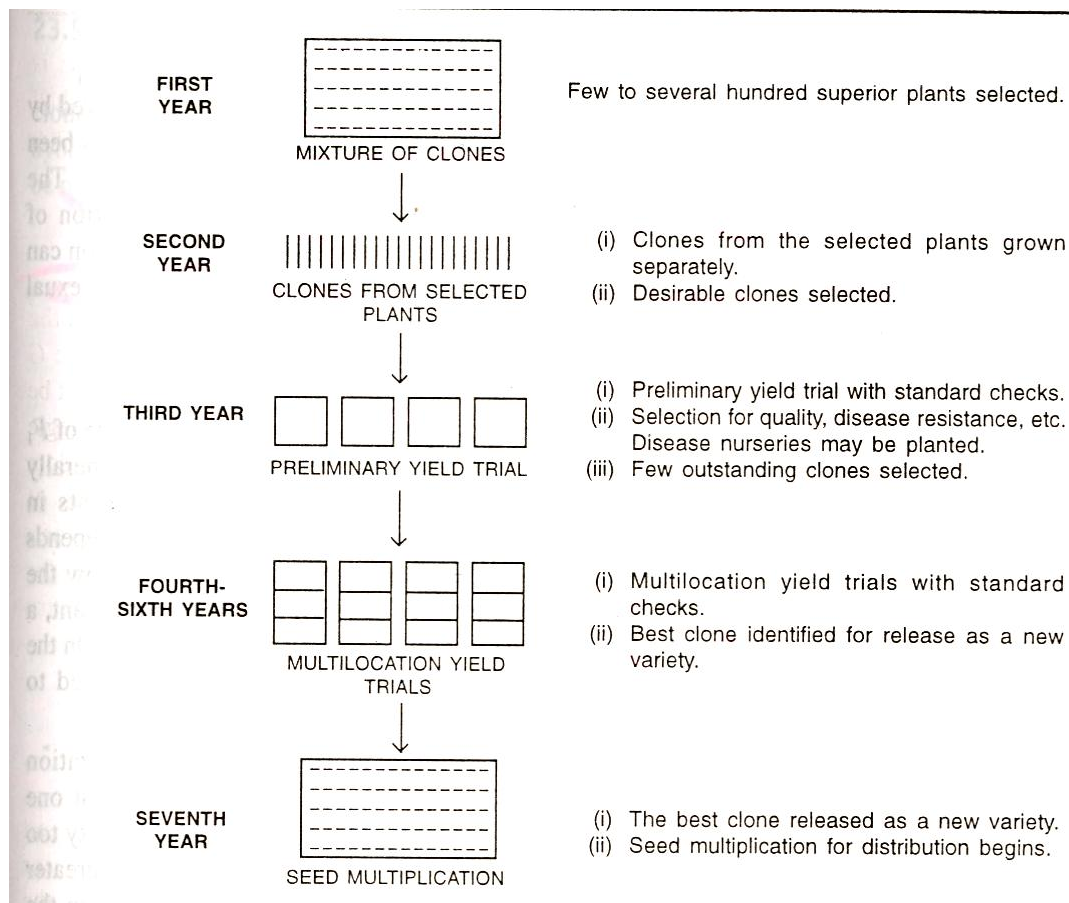 FIRST
YEAR
Few to several hundred superior plants selected.
MIXTURE OF CLONES
SECOND
YEAR
(i) Clones from the selected plants grown
separately.
(ii) Desirable clones selected.
CLONES FROM SELECTED
PLANTS
THIRD YEAR
(i) Preliminary yield trial with standard checks.
(ii) Selection for quality, disease resistance, etc.
Disease nurseries may be planted.
(iii) Few outstanding clones selected.
PRELIMINARY YIELD TRIAL
FOURTH-
SIXTH YEARS
(i) Multilocation yield trials with standard
checks.
(ii) Best clone identified for release as a new
variety.
MULTILOCATION YIELD
TRIALS
SEVENTH
YEAR
(i) The best clone released as a new variety.
(ii) Seed multiplication for distribution begins.
SEED MULTIPLICATION